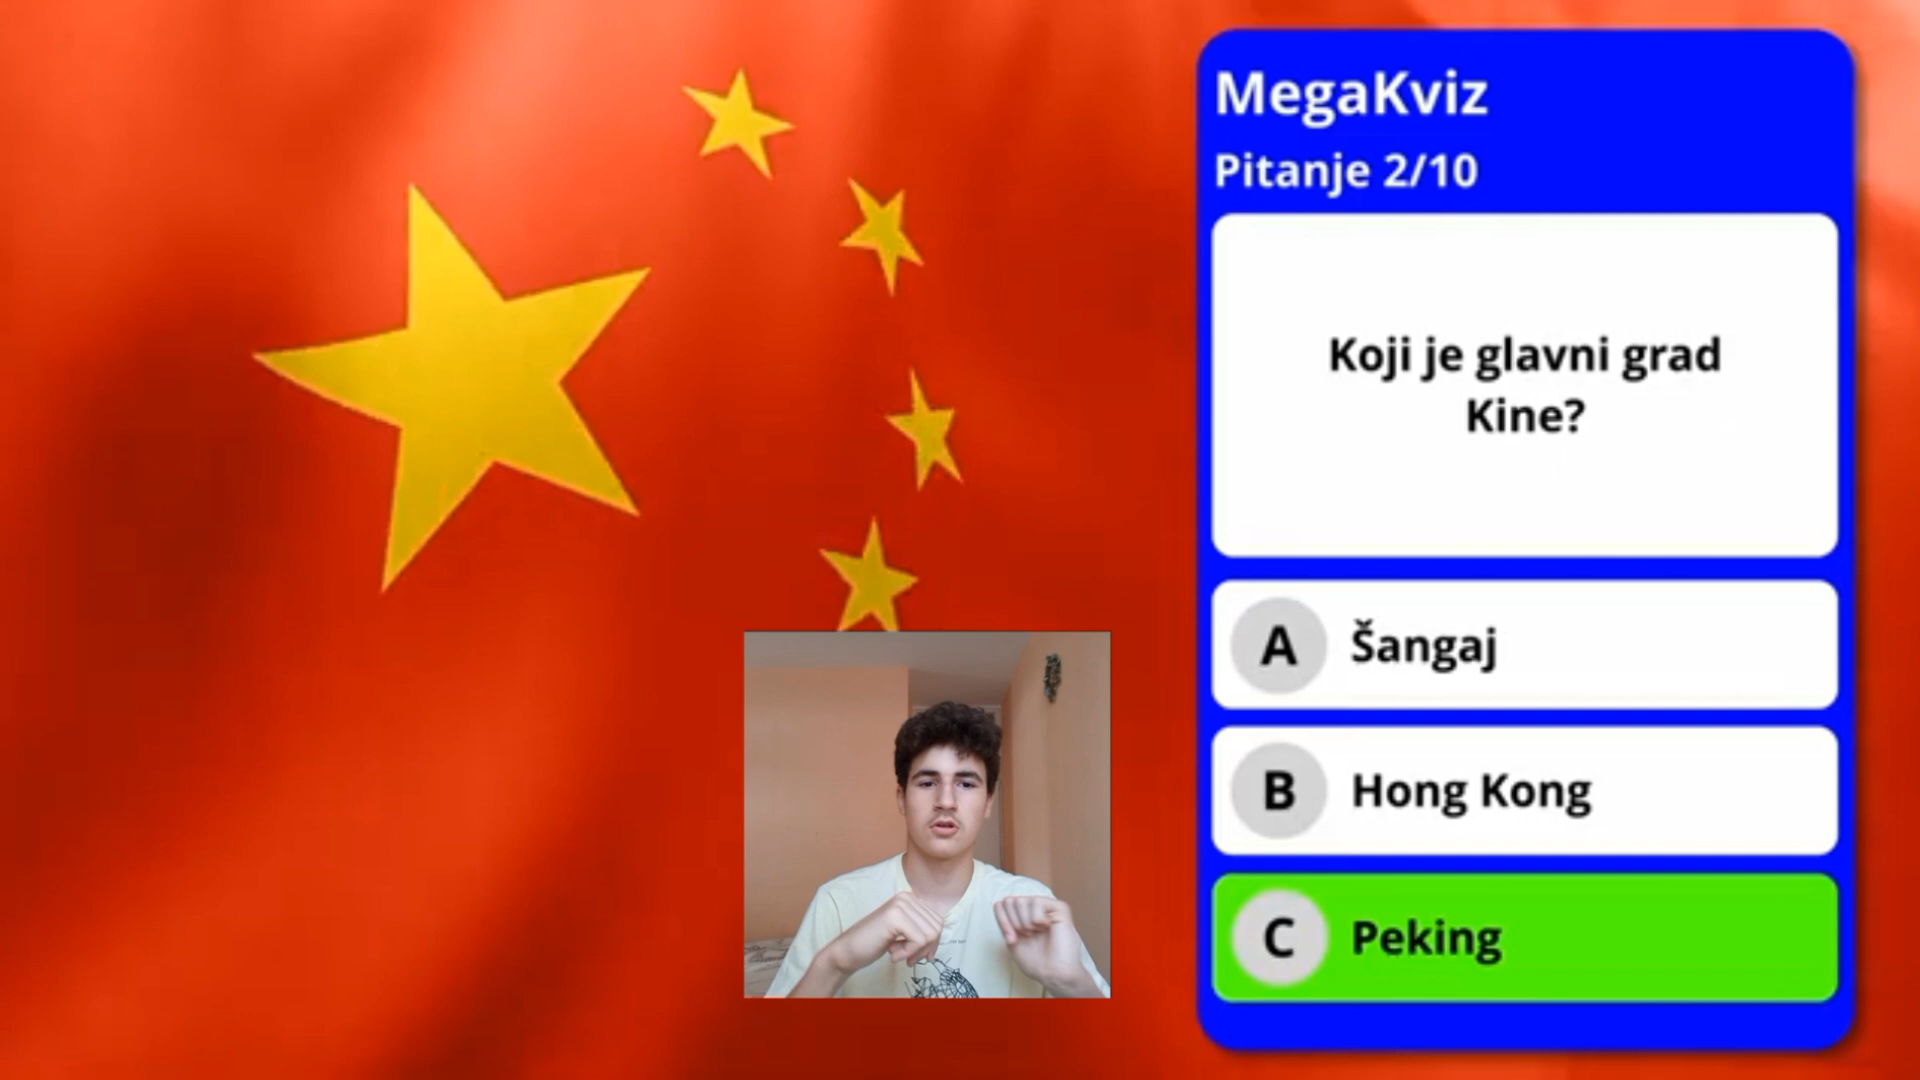 MegaKviz
Pitanje 2/10
Koji je glavni grad
Kine?
A Šangaj
B Hong Kong
C Peking